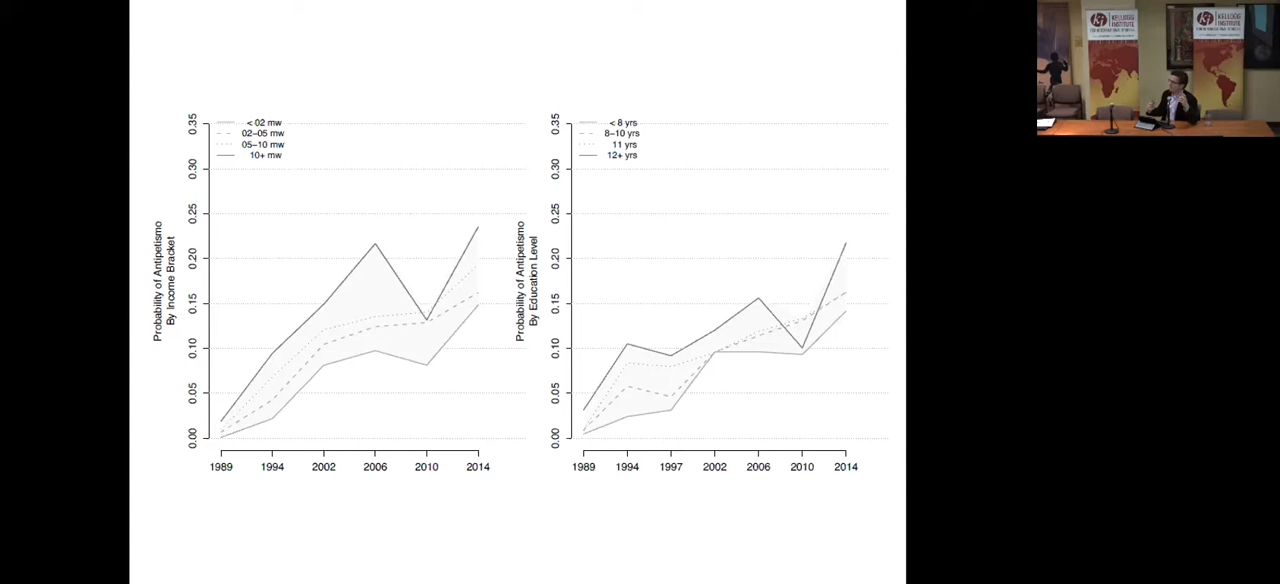 0.35
0.30
0.25
0.20
0.15
0.10
0.05
0.00
Probability of Antipetismo
By Income Bracket
< 02 mw
02–05 mw
05–10 mw
10+ mw
1989 1994 2002 2006 2010 2014
0.35
0.30
0.25
0.20
0.15
0.10
0.05
0.00
Probability of Antipetismo
By Education Level
< 8 yrs
8–10 yrs
11 yrs
12+ yrs
1989 1994 1997 2002 2006 2010 2014
ki KELLOGG
INSTITUTE
ki KELLOGG
INSTITUTE